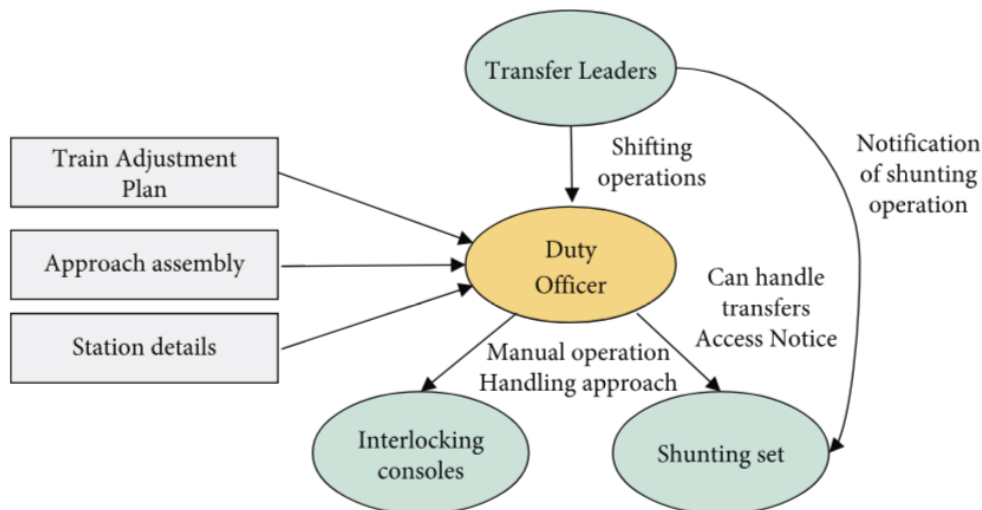 Transfer Leaders
Shifting
operations
Notification
of shunting
operation
Train Adjustment
Plan
Approach assembly
Station details
Duty
Officer
Can handle
transfers
Access Notice
Manual operation
Handling approach
Interlocking
consoles
Shunting set